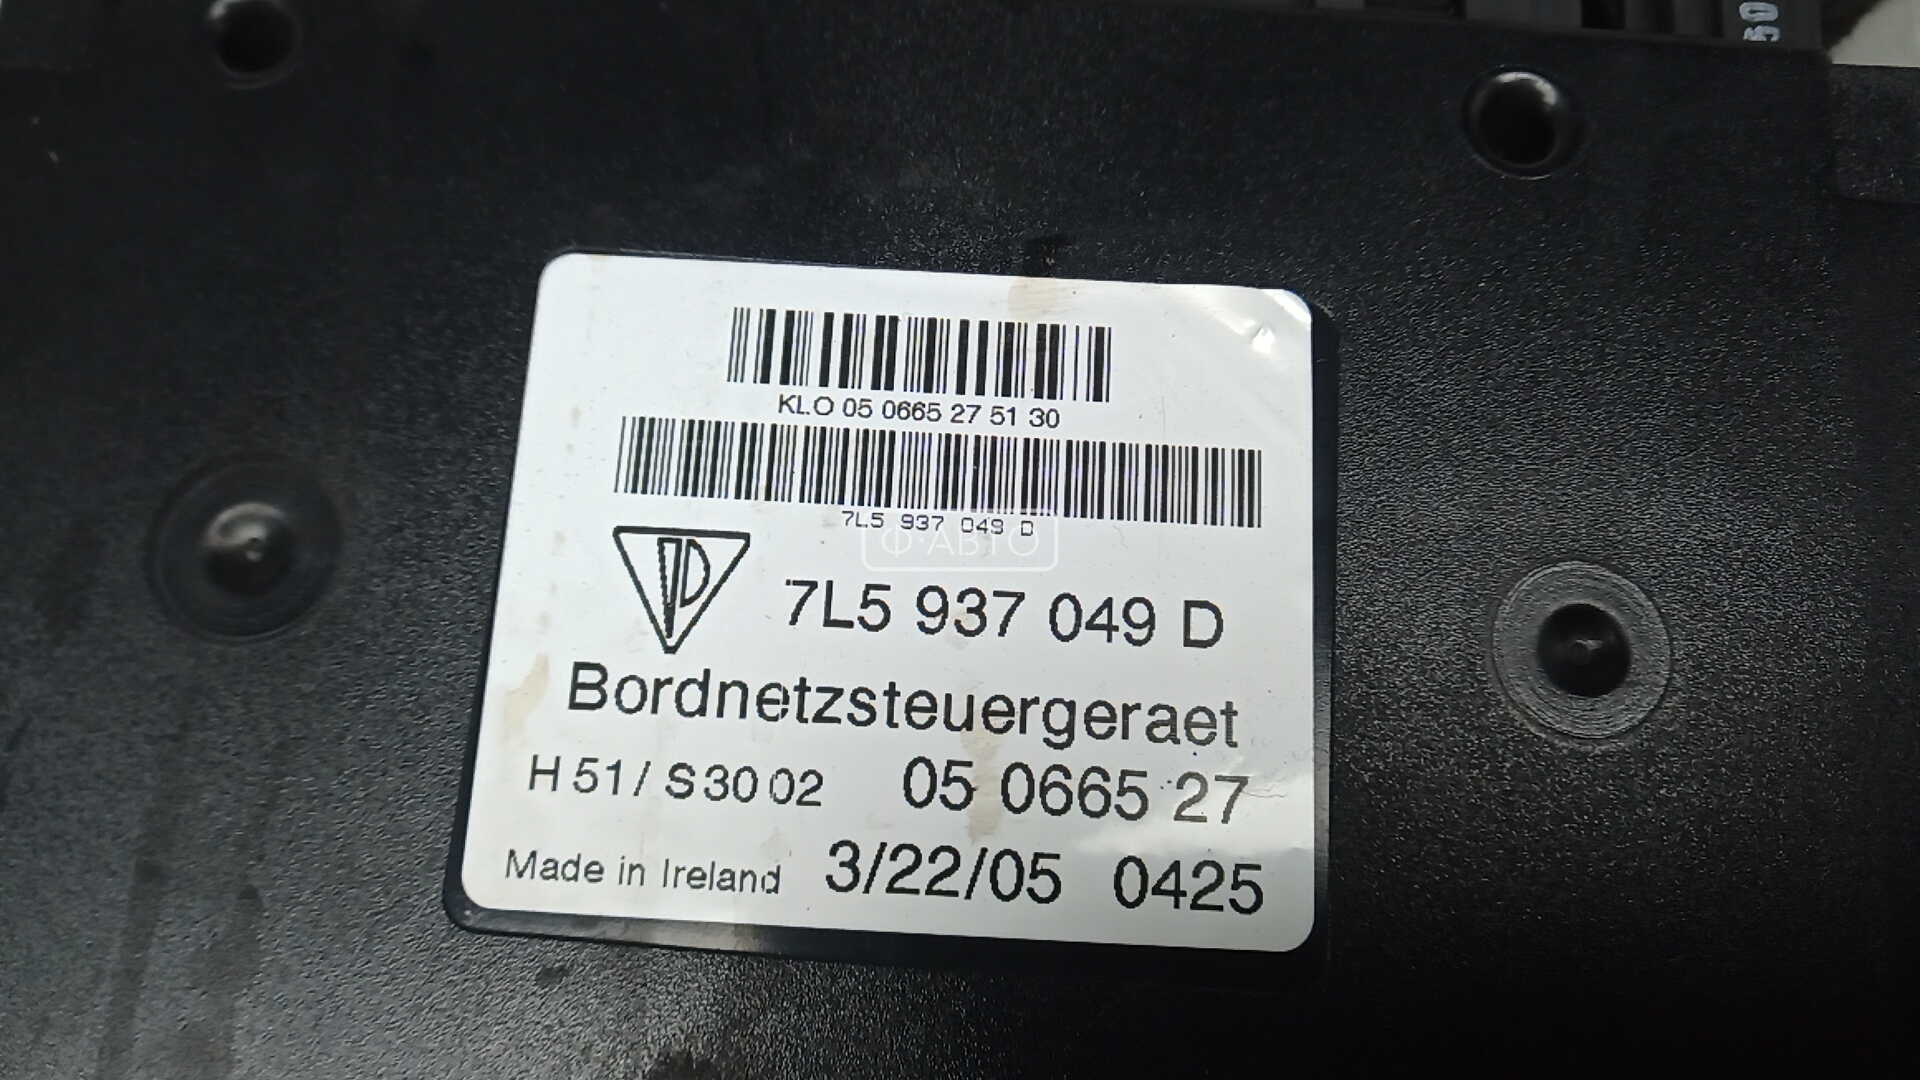 05
KLO 05 0665 27 51 30
7L5 937 049 D
Ф·АВТО
7L5 937 049 D
Bordnetzsteuergeraet
H 51 / S 30 02 05 0665 27
Made in Ireland 3/22/05 0425